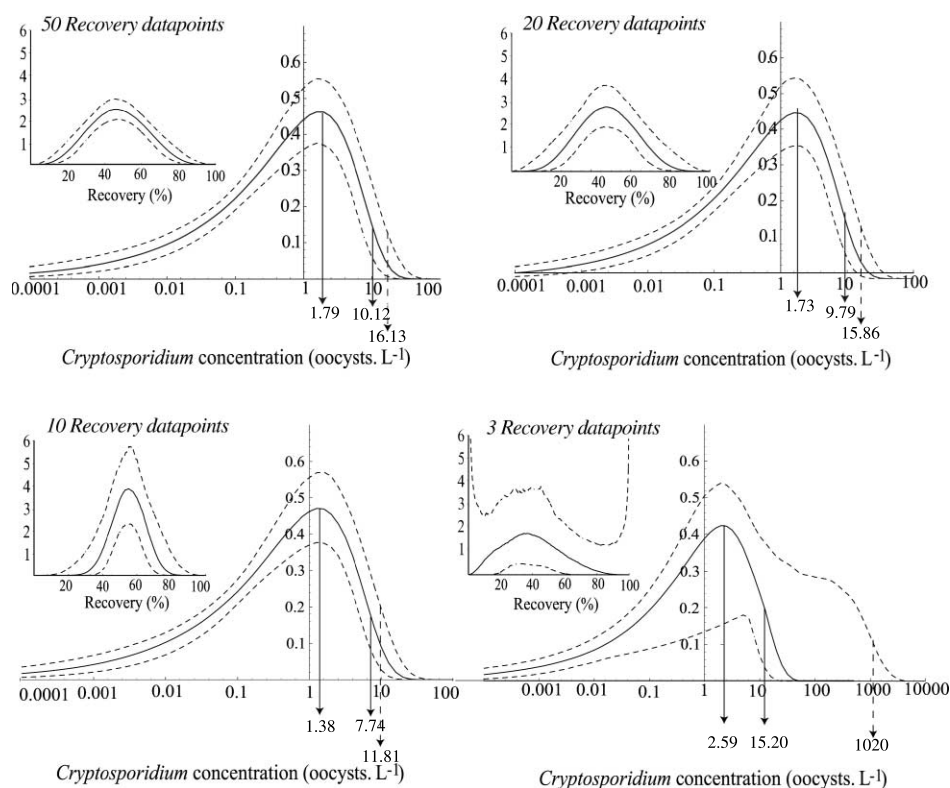 50 Recovery datapoints
6
5
4
3
2
1
20 40 60 80 100
Recovery (%)
0.6
0.5
0.4
0.3
0.2
0.1
0.0001 0.001 0.01 0.1 1 10 100
1.79 10.12
16.13
Cryptosporidium concentration (oocysts. L-1)
20 Recovery datapoints
6
5
4
3
2
1
20 40 60 80 100
Recovery (%)
0.6
0.5
0.4
0.3
0.2
0.1
0.0001 0.001 0.01 0.1 1 10 100
1.73 9.79
15.86
Cryptosporidium concentration (oocysts. L-1)
10 Recovery datapoints
6
5
4
3
2
1
20 40 60 80 100
Recovery (%)
0.6
0.5
0.4
0.3
0.2
0.1
0.0001 0.001 0.01 0.1 1 10 100
1.38 7.74
11.81
Cryptosporidium concentration (oocysts. L-1)
3 Recovery datapoints
6
5
4
3
2
1
20 40 60 80 100
Recovery (%)
0.6
0.5
0.4
0.3
0.2
0.1
0.001 0.01 0.1 1 10 100 1000 10000
2.59 15.20 1020
Cryptosporidium concentration (oocysts. L-1)